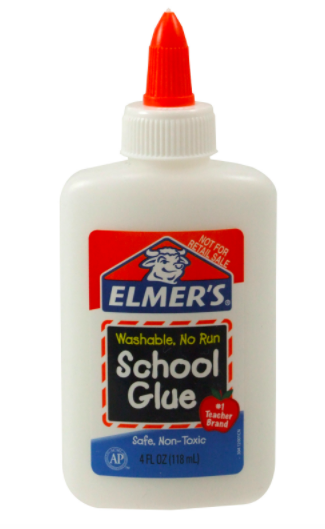 NOT FOR
RETAIL SALE
ELMER'S
Washable, No Run
School
Glue
#1
Teacher
Brand
Safe, Non-Toxic
AP
4 FL OZ (118 mL)